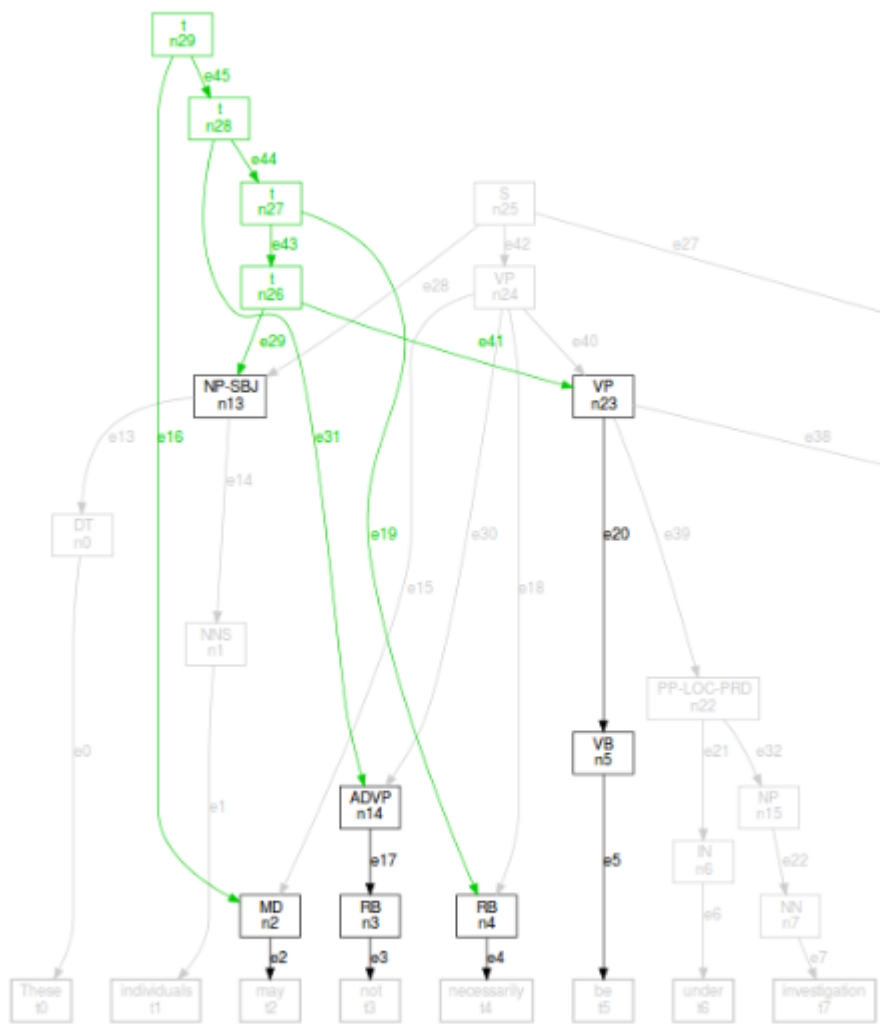 t
n29
e45
t
n28
e44
t
n27
S
n25
e43
e42
e27
t
n26
VP
n24
e28
e29
e41
e40
NP-SBJ
n13
VP
n23
e13
e16
e31
e38
e14
DT
n0
e19
e30
e20
e39
e15
e18
NNS
n1
PP-LOC-PRD
n22
e0
VB
n5
e21
e32
e1
ADVP
n14
NP
n15
e17
e5
IN
n6
e22
MD
n2
RB
n3
RB
n4
NN
n7
e2
e3
e4
e6
e7
These
t0
individuals
t1
may
t2
not
t3
necessarily
t4
be
t5
under
t6
investigation
t7